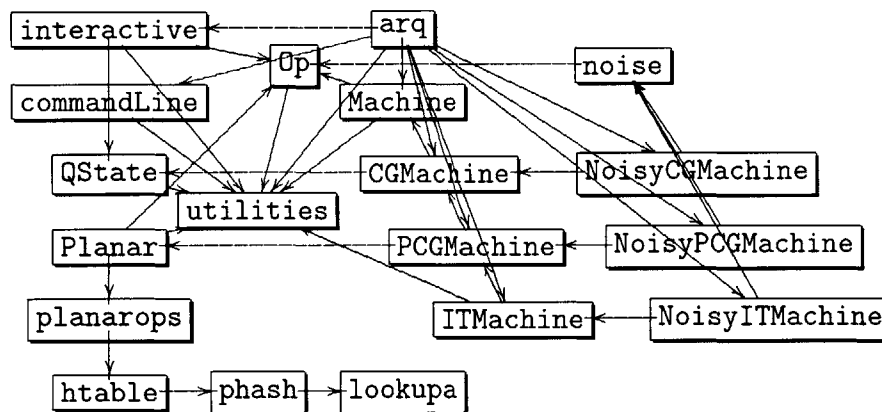 interactive arq
Op noise
commandLine Machine
QState CGMachine NoisyCGMachine
utilities
Planar PCGMachine NoisyPCGMachine
planarops ITMachine NoisyITMachine
htable phash lookupa